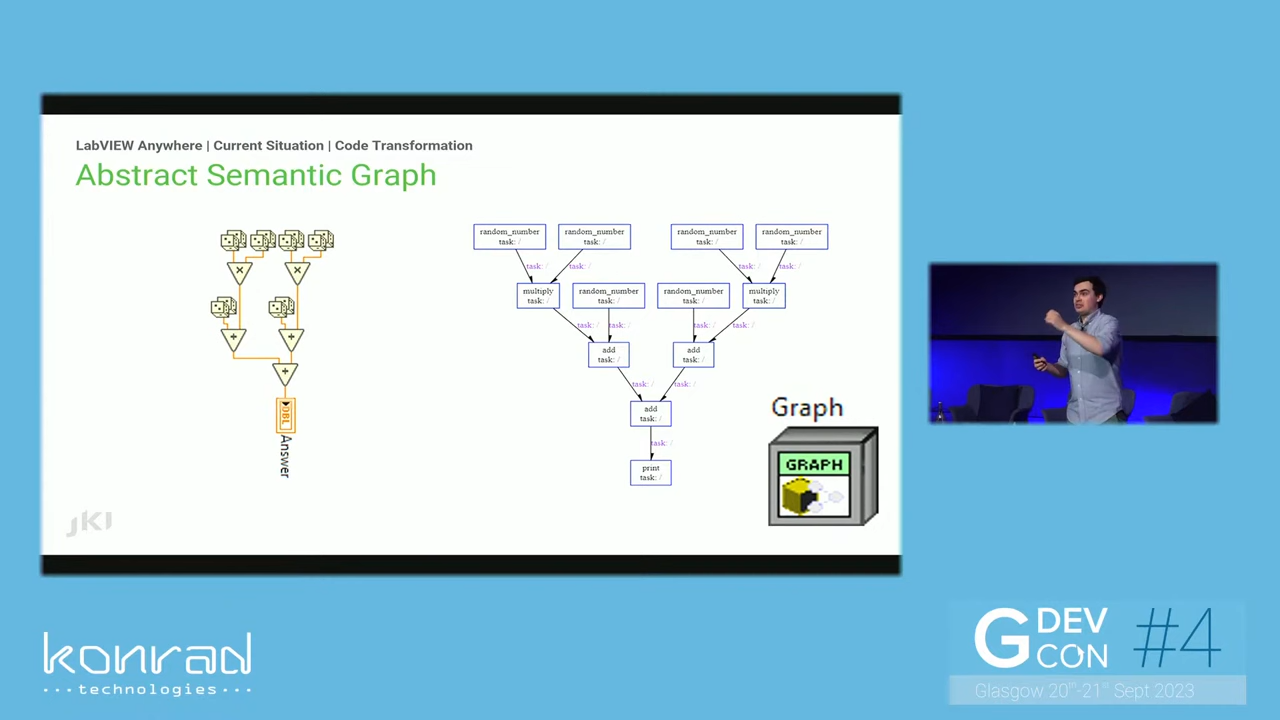 LabVIEW Anywhere | Current Situation | Code Transformation
Abstract Semantic Graph
random_number
task: /
random_number
task: /
random_number
task: /
random_number
task: /
task: /
task: /
task: /
task: /
multiply
task: /
random_number
task: /
random_number
task: /
multiply
task: /
task: /
task: /
task: /
task: /
add
task: /
add
task: /
task: /
task: /
add
task: /
task: /
print
task: /
×
×
+
+
+
DBL
Answer
Graph
GRAPH
JKI
konrad
...technologies...
G DEV CON #4
Glasgow 20th-21st Sept 2023